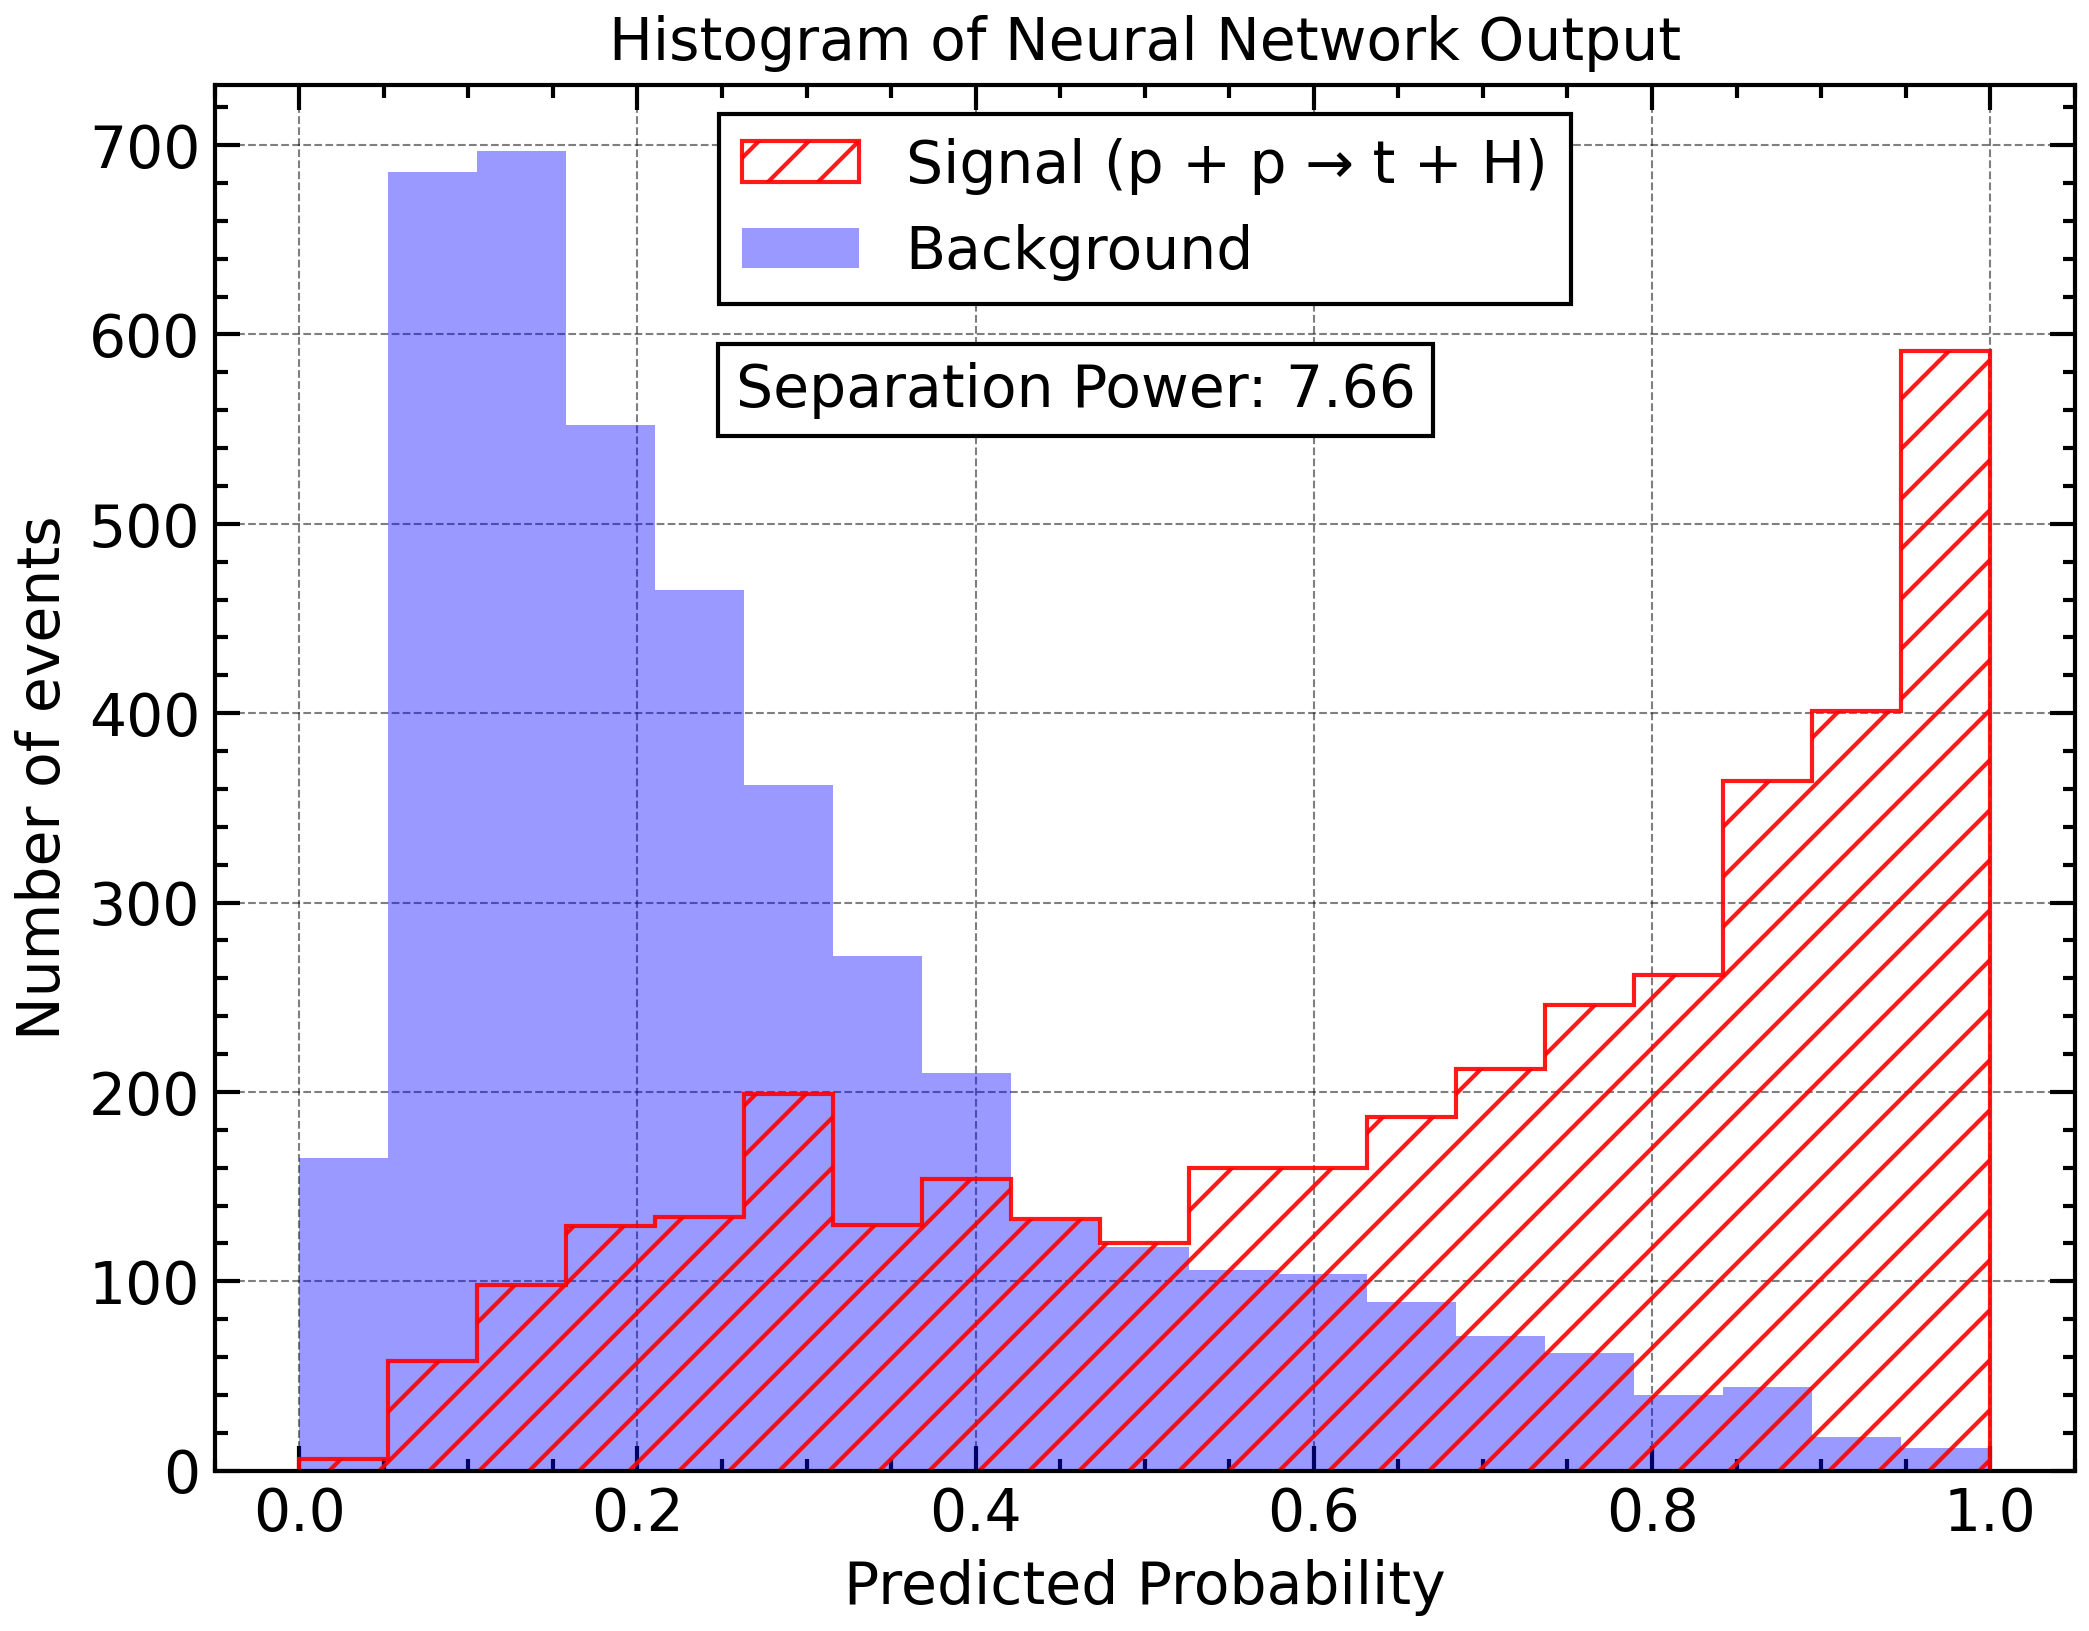 Histogram of Neural Network Output
Signal (p + p → t + H)
Background
Separation Power: 7.66
Number of events
700
600
500
400
300
200
100
0
0.0 0.2 0.4 0.6 0.8 1.0
Predicted Probability